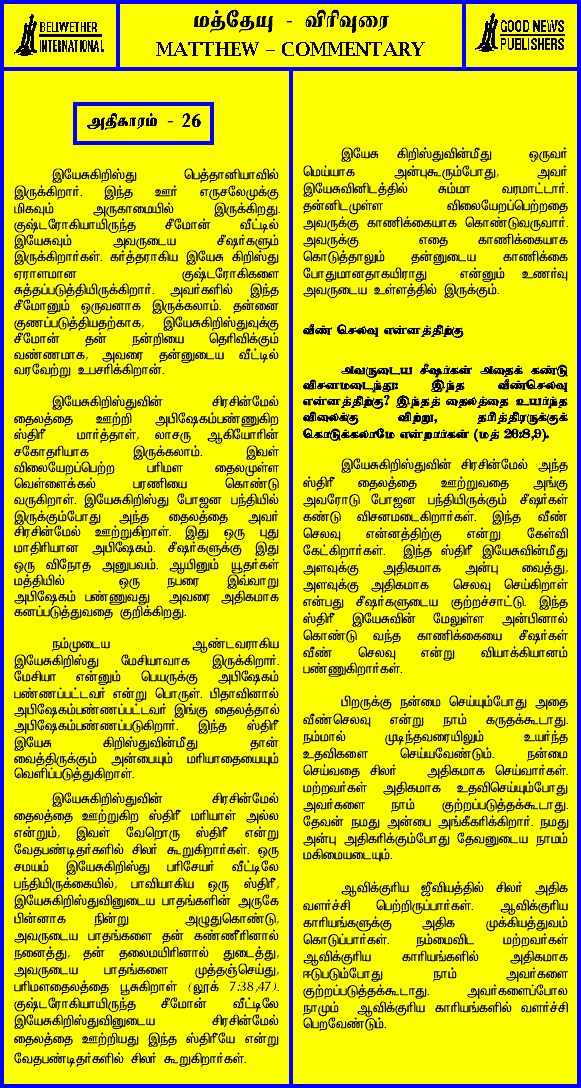 BELIWETHER
INTERNATIONAL
மத்தேயு - விரிவுரை
MATTHEW – COMMENTARY
GOOD NEWS
PUBLISHERS
அதிகாரம் - 26
இயேசுகிறிஸ்து பெத்தானியாவில்
இருக்கிறார். இந்த ஊர் எருசலேமுக்கு
மிகவும் அருகாமையில் இருக்கிறது.
குஷ்டரோகியாயிருந்த சீமோன் வீட்டில்
இயேசுவும் அவருடைய சீஷர்களும்
இருக்கிறார்கள். கர்த்தராகிய இயேசு கிறிஸ்து
ஏராளமான குஷ்டரோகிகளை
சுத்தப்படுத்தியிருக்கிறார். அவர்களில் இந்த
சீமோனும் ஒருவனாக இருக்கலாம். தன்னை
குணப்படுத்தியதற்காக, இயேசுகிறிஸ்துவுக்கு
சீமோன் தன் நன்றியை தெரிவிக்கும்
வண்ணமாக, அவரை தன்னுடைய வீட்டில்
வரவேற்று உபசரிக்கிறான்.
இயேசுகிறிஸ்துவின் சிரசின்மேல்
தைலத்தை ஊற்றி அபிஷேகம்பண்ணுகிற
ஸ்திரீ மார்த்தாள், லாசரு ஆகியோரின்
சகோதரியாக இருக்கலாம். இவள்
விலையேறப்பெற்ற பரிமள தைலமுள்ள
வெள்ளைக்கல் பரணியை கொண்டு
வருகிறாள். இயேசுகிறிஸ்து போஜன பந்தியில்
இருக்கும்போது அந்த தைலத்தை அவர்
சிரசின்மேல் ஊற்றுகிறாள். இது ஒரு புது
மாதிரியான அபிஷேகம். சீஷர்களுக்கு இது
ஒரு விநோத அனுபவம். ஆயினும் யூதர்கள்
மத்தியில் ஒரு நபரை இவ்வாறு
அபிஷேகம் பண்ணுவது அவரை அதிகமாக
கனப்படுத்துவதை குறிக்கிறது.
நம்முடைய ஆண்டவராகிய
இயேசுகிறிஸ்து மேசியாவாக இருக்கிறார்.
மேசியா என்னும் பெயருக்கு அபிஷேகம்
பண்ணப்பட்டவர் என்று பொருள். பிதாவினால்
அபிஷேகம்பண்ணப்பட்டவர் இங்கு தைலத்தால்
அபிஷேகம்பண்ணப்படுகிறார். இந்த ஸ்திரீ
இயேசு கிறிஸ்துவின்மீது தான்
வைத்திருக்கும் அன்பையும் மரியாதையையும்
வெளிப்படுத்துகிறாள்.
இயேசுகிறிஸ்துவின் சிரசின்மேல்
தைலத்தை ஊற்றுகிற ஸ்திரீ மரியாள் அல்ல
என்றும், இவள் வேறொரு ஸ்திரீ என்று
வேதபண்டிதர்களில் சிலர் கூறுகிறார்கள். ஒரு
சமயம் இயேசுகிறிஸ்து பரிசேயர் வீட்டிலே
பந்தியிருக்கையில், பாவியாகிய ஒரு ஸ்திரீ,
இயேசுகிறிஸ்துவினுடைய பாதங்களின் அருகே
பின்னாக நின்று அழுதுகொண்டு,
அவருடைய பாதங்களை தன் கண்ணீரினால்
நனைத்து, தன் தலைமயிரினால் துடைத்து,
அவருடைய பாதங்களை முத்தஞ்செய்து,
பரிமளதைலத்தை பூசுகிறாள் (லூக் 7:38,47).
குஷ்டரோகியாயிருந்த சீமோன் வீட்டிலே
இயேசுகிறிஸ்துவினுடைய சிரசின்மேல்
தைலத்தை ஊற்றியது இந்த ஸ்திரீயே என்று
வேதபண்டிதர்களில் சிலர் கூறுகிறார்கள்.
இயேசு கிறிஸ்துவின்மீது ஒருவர்
மெய்யாக அன்புகூரும்போது, அவர்
இயேசுவினிடத்தில் சும்மா வரமாட்டார்.
தன்னிடமுள்ள விலையேறப்பெற்றதை
அவருக்கு காணிக்கையாக கொண்டுவருவார்.
அவருக்கு எதை காணிக்கையாக
கொடுத்தாலும் தன்னுடைய காணிக்கை
போதுமானதாகயிராது என்னும் உணர்வு
அவருடைய உள்ளத்தில் இருக்கும்.
வீண் செலவு என்னத்திற்கு
அவருடைய சீஷர்கள் அதைக் கண்டு
விசனமடைந்து: இந்த வீண்செலவு
என்னத்திற்கு? இந்தத் தைலத்தை உயர்ந்த
விலைக்கு விற்று, தரித்திரருக்குக்
கொடுக்கலாமே என்றார்கள் (மத் 26:8,9).
இயேசுகிறிஸ்துவின் சிரசின்மேல் அந்த
ஸ்திரீ தைலத்தை ஊற்றுவதை அங்கு
அவரோடு போஜன பந்தியிருக்கும் சீஷர்கள்
கண்டு விசனமடைகிறார்கள். இந்த வீண்
செலவு என்னத்திற்கு என்று கேள்வி
கேட்கிறார்கள். இந்த ஸ்திரீ இயேசுவின்மீது
அளவுக்கு அதிகமாக அன்பு வைத்து,
அளவுக்கு அதிகமாக செலவு செய்கிறாள்
என்பது சீஷர்களுடைய குற்றச்சாட்டு. இந்த
ஸ்திரீ இயேசுவின் மேலுள்ள அன்பினால்
கொண்டு வந்த காணிக்கையை சீஷர்கள்
வீண் செலவு என்று வியாக்கியானம்
பண்ணுகிறார்கள்.
பிறருக்கு நன்மை செய்யும்போது அதை
வீண்செலவு என்று நாம் கருதக்கூடாது.
நம்மால் முடிந்தவரையிலும் உயர்ந்த
உதவிகளை செய்யவேண்டும். நன்மை
செய்வதை சிலர் அதிகமாக செய்வார்கள்.
மற்றவர்கள் அதிகமாக உதவிசெய்யும்போது
அவர்களை நாம் குற்றப்படுத்தக்கூடாது.
தேவன் நமது அன்பை அங்கீகரிக்கிறார். நமது
அன்பு அதிகரிக்கும்போது தேவனுடைய நாமம்
மகிமையடையும்.
ஆவிக்குரிய ஜீவியத்தில் சிலர் அதிக
வளர்ச்சி பெற்றிருப்பார்கள். ஆவிக்குரிய
காரியங்களுக்கு அதிக முக்கியத்துவம்
கொடுப்பார்கள். நம்மைவிட மற்றவர்கள்
ஆவிக்குரிய காரியங்களில் அதிகமாக
ஈடுபடும்போது நாம் அவர்களை
குற்றப்படுத்தக்கூடாது. அவர்களைப்போல
நாமும் ஆவிக்குரிய காரியங்களில் வளர்ச்சி
பெறவேண்டும்.